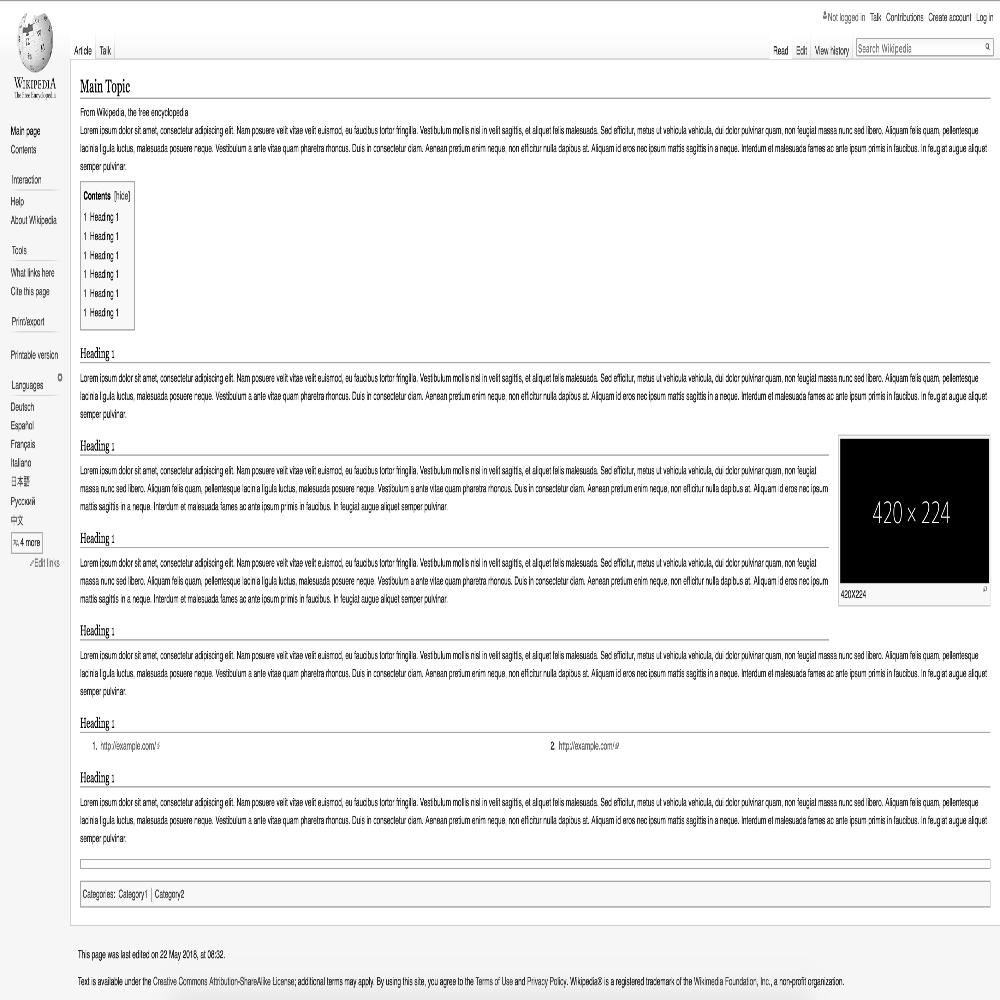 Not logged in Talk Contributions Create account Log in
Article Talk
Read Edit View history Search Wikipedia
WIKIPEDIA
The Free Encyclopedia
Main page
Contents
Interaction
Help
About Wikipedia
Tools
What links here
Cite this page
Print/export
Printable version
Languages
Deutsch
Español
Français
Italiano
日本語
Русский
中文
4 more
Edit links
Main Topic
From Wikipedia, the free encyclopedia
Lorem ipsum dolor sit amet, consectetur adipiscing elit. Nam posuere velit vitae velit euismod, eu faucibus tortor fringilla. Vestibulum mollis nisl in velit sagittis, et aliquet felis malesuada. Sed efficitur, metus ut vehicula vehicula, dui dolor pulvinar quam, non feugiat massa nunc sed libero. Aliquam felis quam, pellentesque
lacinia ligula luctus, malesuada posuere neque. Vestibulum a ante vitae quam pharetra rhoncus. Duis in consectetur diam. Aenean pretium enim neque, non efficitur nulla dapibus at. Aliquam id eros nec ipsum mattis sagittis in a neque. Interdum et malesuada fames ac ante ipsum primis in faucibus. In feugiat augue aliquet
semper pulvinar.
Contents [hide]
1 Heading 1
1 Heading 1
1 Heading 1
1 Heading 1
1 Heading 1
1 Heading 1
Heading 1
Lorem ipsum dolor sit amet, consectetur adipiscing elit. Nam posuere velit vitae velit euismod, eu faucibus tortor fringilla. Vestibulum mollis nisl in velit sagittis, et aliquet felis malesuada. Sed efficitur, metus ut vehicula vehicula, dui dolor pulvinar quam, non feugiat massa nunc sed libero. Aliquam felis quam, pellentesque
lacinia ligula luctus, malesuada posuere neque. Vestibulum a ante vitae quam pharetra rhoncus. Duis in consectetur diam. Aenean pretium enim neque, non efficitur nulla dapibus at. Aliquam id eros nec ipsum mattis sagittis in a neque. Interdum et malesuada fames ac ante ipsum primis in faucibus. In feugiat augue aliquet
semper pulvinar.
Heading 1
Lorem ipsum dolor sit amet, consectetur adipiscing elit. Nam posuere velit vitae velit euismod, eu faucibus tortor fringilla. Vestibulum mollis nisl in velit sagittis, et aliquet felis malesuada. Sed efficitur, metus ut vehicula vehicula, dui dolor pulvinar quam, non feugiat
massa nunc sed libero. Aliquam felis quam, pellentesque lacinia ligula luctus, malesuada posuere neque. Vestibulum a ante vitae quam pharetra rhoncus. Duis in consectetur diam. Aenean pretium enim neque, non efficitur nulla dapibus at. Aliquam id eros nec ipsum
mattis sagittis in a neque. Interdum et malesuada fames ac ante ipsum primis in faucibus. In feugiat augue aliquet semper pulvinar.
420 x 224
420X224
Heading 1
Lorem ipsum dolor sit amet, consectetur adipiscing elit. Nam posuere velit vitae velit euismod, eu faucibus tortor fringilla. Vestibulum mollis nisl in velit sagittis, et aliquet felis malesuada. Sed efficitur, metus ut vehicula vehicula, dui dolor pulvinar quam, non feugiat
massa nunc sed libero. Aliquam felis quam, pellentesque lacinia ligula luctus, malesuada posuere neque. Vestibulum a ante vitae quam pharetra rhoncus. Duis in consectetur diam. Aenean pretium enim neque, non efficitur nulla dapibus at. Aliquam id eros nec ipsum
mattis sagittis in a neque. Interdum et malesuada fames ac ante ipsum primis in faucibus. In feugiat augue aliquet semper pulvinar.
Heading 1
Lorem ipsum dolor sit amet, consectetur adipiscing elit. Nam posuere velit vitae velit euismod, eu faucibus tortor fringilla. Vestibulum mollis nisl in velit sagittis, et aliquet felis malesuada. Sed efficitur, metus ut vehicula vehicula, dui dolor pulvinar quam, non feugiat massa nunc sed libero. Aliquam felis quam, pellentesque
lacinia ligula luctus, malesuada posuere neque. Vestibulum a ante vitae quam pharetra rhoncus. Duis in consectetur diam. Aenean pretium enim neque, non efficitur nulla dapibus at. Aliquam id eros nec ipsum mattis sagittis in a neque. Interdum et malesuada fames ac ante ipsum primis in faucibus. In feugiat augue aliquet
semper pulvinar.
Heading 1
1. http://example.com/ 2. http://example.com/
Heading 1
Lorem ipsum dolor sit amet, consectetur adipiscing elit. Nam posuere velit vitae velit euismod, eu faucibus tortor fringilla. Vestibulum mollis nisl in velit sagittis, et aliquet felis malesuada. Sed efficitur, metus ut vehicula vehicula, dui dolor pulvinar quam, non feugiat massa nunc sed libero. Aliquam felis quam, pellentesque
lacinia ligula luctus, malesuada posuere neque. Vestibulum a ante vitae quam pharetra rhoncus. Duis in consectetur diam. Aenean pretium enim neque, non efficitur nulla dapibus at. Aliquam id eros nec ipsum mattis sagittis in a neque. Interdum et malesuada fames ac ante ipsum primis in faucibus. In feugiat augue aliquet
semper pulvinar.
Categories: Category1 | Category2
This page was last edited on 22 May 2018, at 08:32.
Text is available under the Creative Commons Attribution-ShareAlike License; additional terms may apply. By using this site, you agree to the Terms of Use and Privacy Policy. Wikipedia® is a registered trademark of the Wikimedia Foundation, Inc., a non-profit organization.